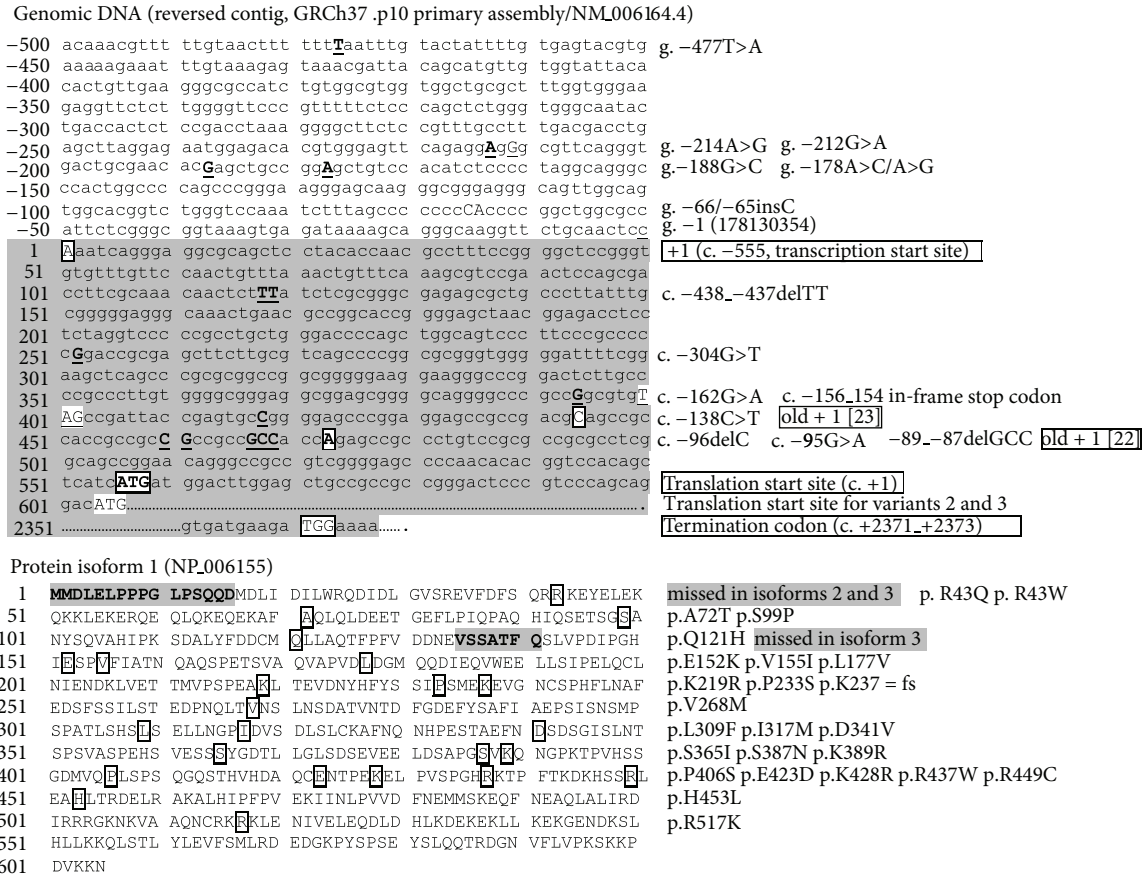 Genomic DNA (reversed contig, GRCh37 .p10 primary assembly/NM_006164.4)
−500 acaaacgttt ttgtaacttt tttTaatttg tactattttg tgagtacgtg g. −477T>A
−450 aaaaagaaat ttgtaaagag taaacgatta cagcatgttg tggtattaca
−400 cactgttgaa gggcgccatc tgtggcgtgg tggctgcgct ttggtgggaa
−350 gaggttctct tggggttccc gtttttctcc cagctctggg tgggcaatac
−300 tgaccactct ccgacctaaa ggggcttctc cgtttgcctt tgacgacctg
−250 agcttaggag aatggagaca cgtgggagtt cagaggAgGg cgttcagggt g. −214A>G g. −212G>A
−200 gactgcgaac acGagctgcc ggAgctgtcc acatctcccc taggcagggc g.−188G>C g. −178A>C/A>G
−150 ccactggccc cagcccggga agggagcaag ggcgggaggg cagttggcag
−100 tggcacggtc tgggtccaaa tctttagccc ccccCAcccc ggctggcgcc g. −66/−65insC
−50 attctcgggc ggtaaagtga gataaaagca gggcaaggtt ctgcaactcc g. −1 (178130354)
1 Aaatcaggga ggcgcagctc ctacaccaac gcctttccgg ggctccgggt +1 (c. −555, transcription start site)
51 gtgtttgttc caactgttta aactgtttca aagcgtccga actccagcga
101 ccttcgcaaa caactctTTa tctcgcgggc gagagcgctg cccttatttg c. −438_−437delTT
151 cgggggaggg caaactgaac gccggcaccg gggagctaac ggagacctcc
201 tctaggtccc ccgcctgctg ggaccccagc tggcagtccc ttcccgcccc
251 cGgaccgcga gcttcttgcg tcagccccgg cgcgggtggg ggattttcgg c. −304G>T
301 aagctcagcc cgcgcggccg gcgggggaag gaagggcccg gactcttgcc
351 ccgcccttgt ggggcgggag gcggagcggg gcaggggccc gccGgcgtgT c. −162G>A c. −156_154 in-frame stop codon
401 AGccgattac cgagtgcCgg ggagcccgga ggagccgccg acgCagccgc c. −138C>T old + 1 [23]
451 caccgccgcC GccgccGCCa ccAgagccgc cctgtccgcg ccgcgcctcg c. −96delC c. −95G>A −89_−87delGCC old + 1 [22]
501 gcagccggaa cagggccgcc gtcggggagc cccaacacac ggtccacagc
551 tcatcATGat ggacttggag ctgccgccgc cgggactccc gtcccagcag Translation start site (c. +1)
601 gacATG................................................ Translation start site for variants 2 and 3
2351 ....................gtgatgaaga TGGaaaa...... Termination codon (c. +2371_+2373)
Protein isoform 1 (NP_006155)
1 MMDLELPPPG LPSQQDMDLI DILWRQDIDL GVSREVFDFS QRRKEYELEK missed in isoforms 2 and 3 p. R43Q p. R43W
51 QKKLEKERQE QLQKEQEKAF AQLQLDEET GEFLPIQPAQ HIQSETSGSA p.A72T p.S99P
101 NYSQVAHIPK SDALYFDDCM QLLAQTFPFV DDNEVSSATF QSLVPDIPGH p.Q121H missed in isoform 3
151 IESPVFIATN QAQSPETSVA QVAPVDLDGM QQDIEQVWEE LLSIPELQCL p.E152K p.V155I p.L177V
201 NIENDKLVET TMVPSPEAKL TEVDNYHFYS SIPSMEKEVG NCSPHFLNAF p.K219R p.P233S p.K237 = fs
251 EDSFSSILST EDPNQLTVNS LNSDATVNTD FGDEFYSAFI AEPSISNSMP p.V268M
301 SPATLSHSLS ELLNGPIDVS DLSLCKAFNQ NHPESTAEFN DSDSGISLNT p.L309F p.I317M p.D341V
351 SPSVASPEHS VESSSYGDTL LGLSDSEVEE LDSAPGSVKQ NGPKTPVHSS p.S365I p.S387N p.K389R
401 GDMVQPLSPS QGQSTHVHDA QCENTPEKEL PVSPGHRKTP FTKDKHSSRL p.P406S p.E423D p.K428R p.R437W p.R449C
451 EAHLTRDELR AKALHIPFPV EKIINLPVVD FNEMMSKEQF NEAQLALIRD p.H453L
501 IRRRGKNKVA AQNCRKRKLE NIVELEQDLD HLKDEKEKLL KEKGENDKSL p.R517K
551 HLLKKQLSTL YLEVFSMLRD EDGKPYSPSE YSLQQTRDGN VFLVPKSKKP
601 DVKKN